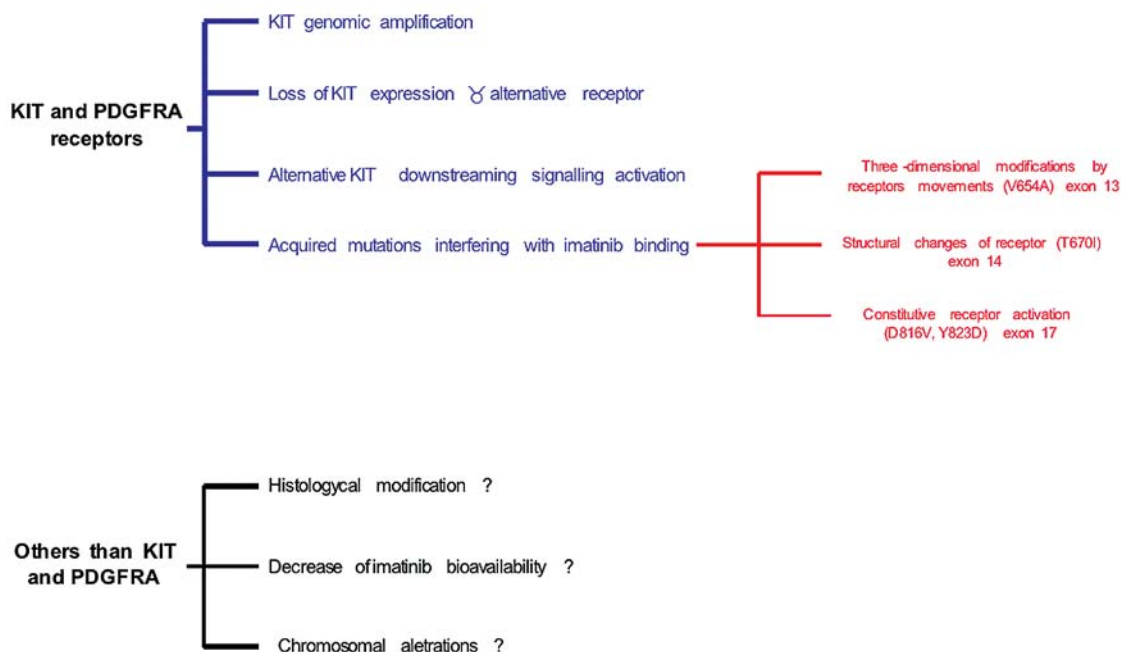 KIT genomic amplification
Loss of KIT expression ♉ alternative receptor
KIT and PDGFRA
receptors
Alternative KIT downstreaming signalling activation
Acquired mutations interfering with imatinib binding
Three-dimensional modifications by
receptors movements (V654A) exon 13
Structural changes of receptor (T670I)
exon 14
Constitutive receptor activation
(D816V, Y823D) exon 17
Histologycal modification ?
Others than KIT
and PDGFRA
Decrease of imatinib bioavailability ?
Chromosomal aletrations ?